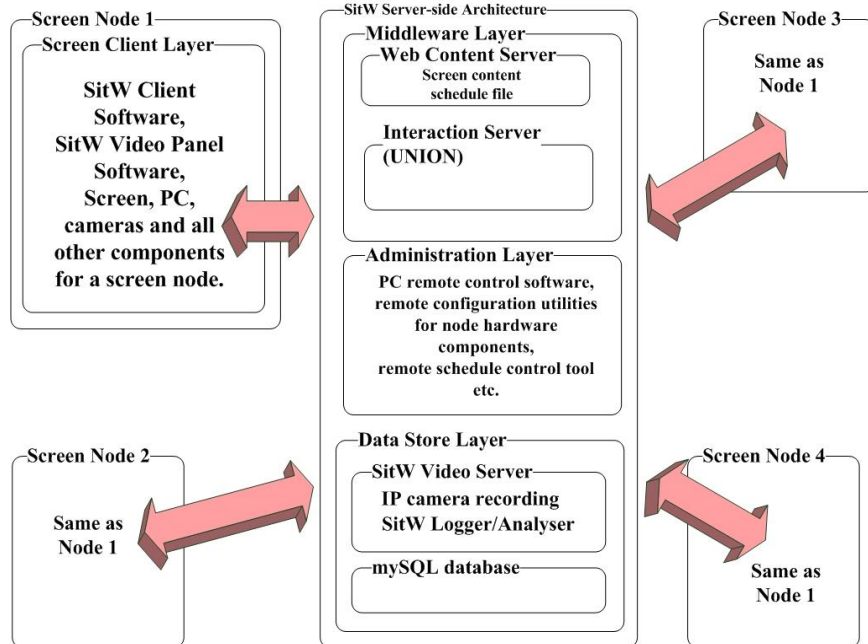 Screen Node 1
Screen Client Layer
SitW Client
Software,
SitW Video Panel
Software,
Screen, PC,
cameras and all
other components
for a screen node.
Screen Node 2
Same as
Node 1
SitW Server-side Architecture
Middleware Layer
Web Content Server
Screen content
schedule file
Interaction Server
(UNION)
Administration Layer
PC remote control software,
remote configuration utilities
for node hardware
components,
remote schedule control tool
etc.
Data Store Layer
SitW Video Server
IP camera recording
SitW Logger/Analyser
mySQL database
Screen Node 3
Same as
Node 1
Screen Node 4
Same as
Node 1